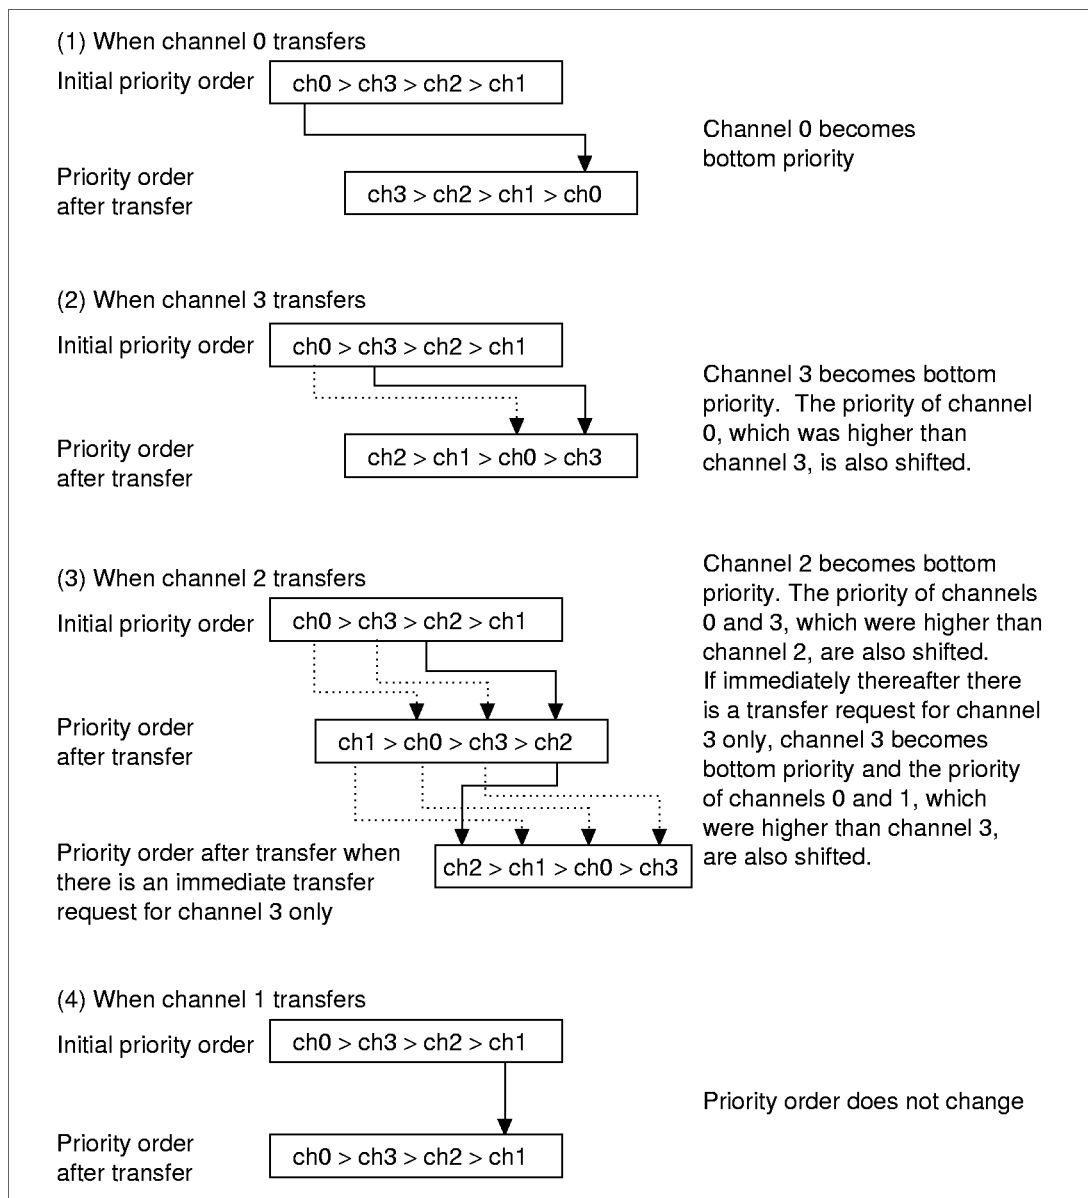 (1) When channel 0 transfers
Initial priority order
ch0 > ch3 > ch2 > ch1
Channel 0 becomes
bottom priority
Priority order
after transfer
ch3 > ch2 > ch1 > ch0
(2) When channel 3 transfers
Initial priority order
ch0 > ch3 > ch2 > ch1
Channel 3 becomes bottom
priority.  The priority of channel
0, which was higher than
channel 3, is also shifted.
Priority order
after transfer
ch2 > ch1 > ch0 > ch3
(3) When channel 2 transfers
Initial priority order
ch0 > ch3 > ch2 > ch1
Channel 2 becomes bottom
priority. The priority of channels
0 and 3, which were higher than
channel 2, are also shifted.
If immediately thereafter there
is a transfer request for channel
3 only, channel 3 becomes
bottom priority and the priority
of channels 0 and 1, which
were higher than channel 3,
are also shifted.
Priority order
after transfer
ch1 > ch0 > ch3 > ch2
Priority order after transfer when
there is an immediate transfer
request for channel 3 only
ch2 > ch1 > ch0 > ch3
(4) When channel 1 transfers
Initial priority order
ch0 > ch3 > ch2 > ch1
Priority order does not change
Priority order
after transfer
ch0 > ch3 > ch2 > ch1